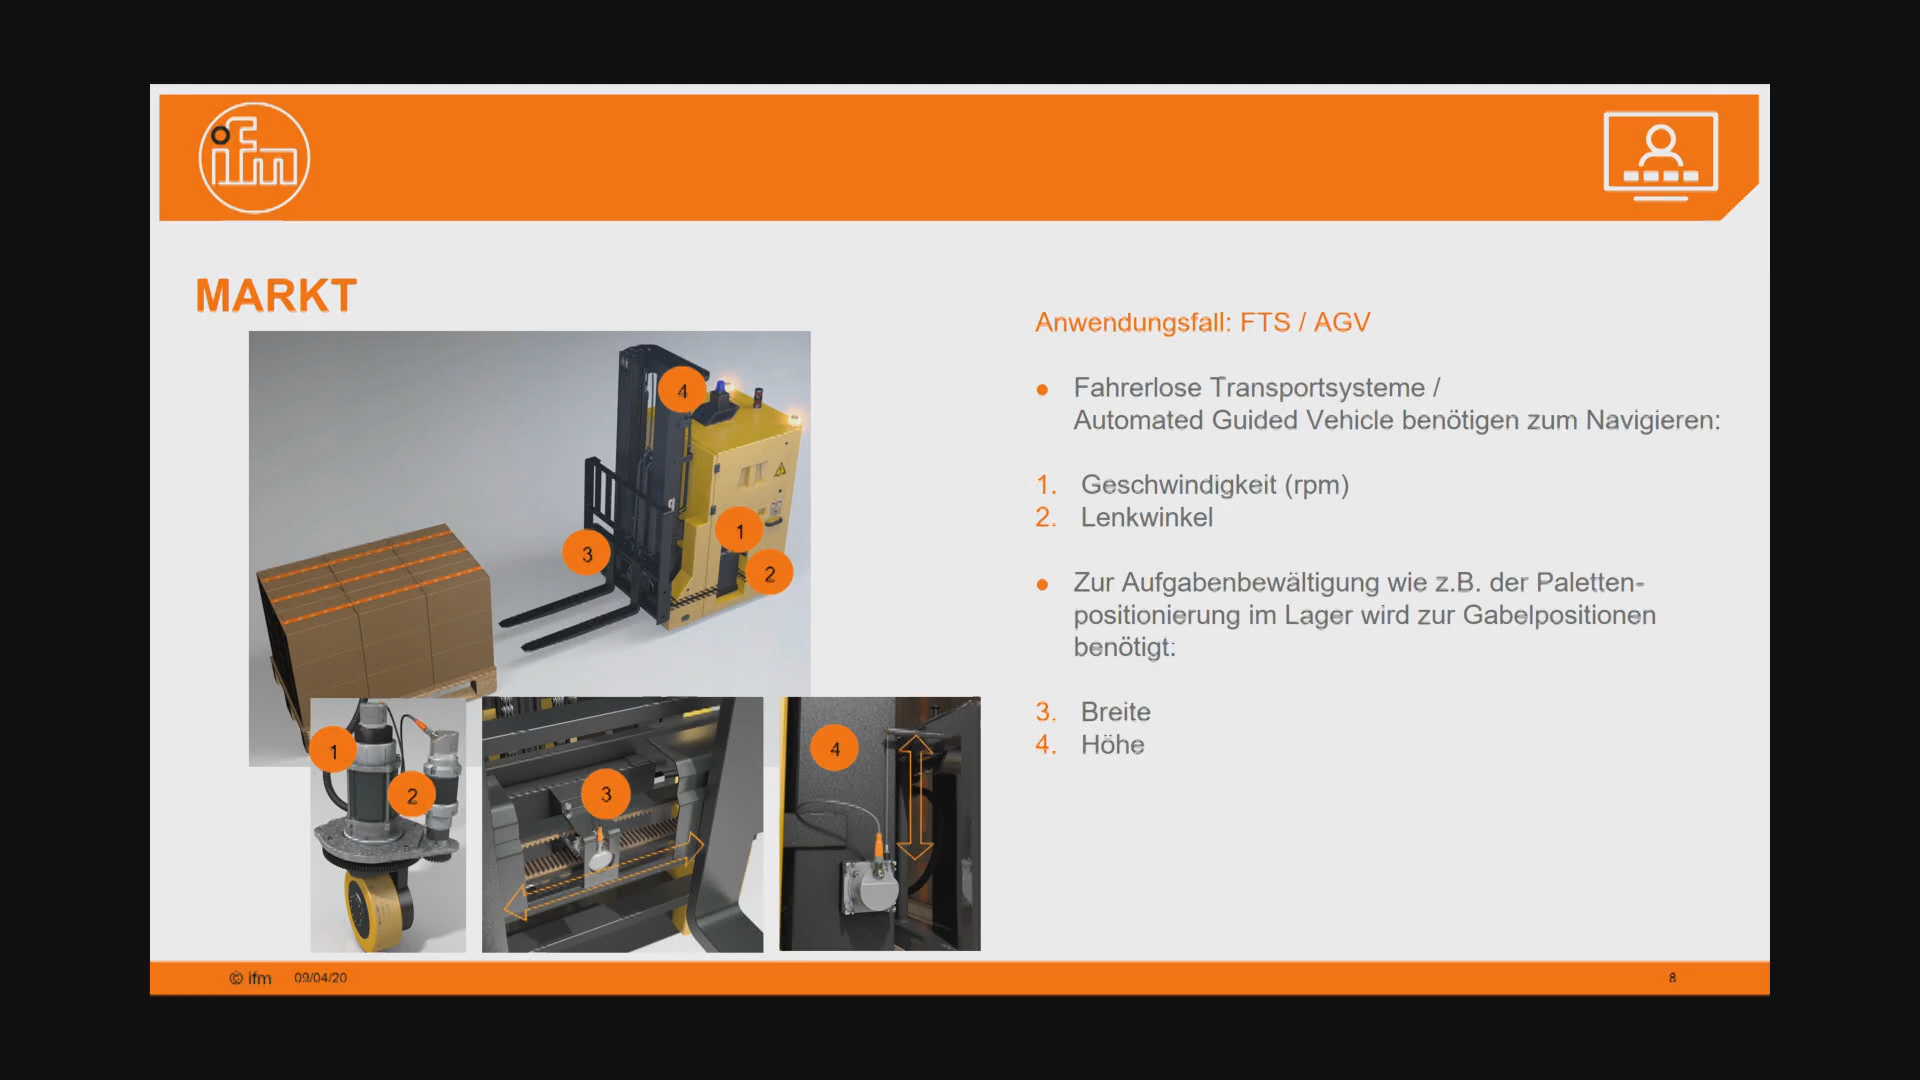 ifm
MARKT
4
1
3
2
1
2
3
4
Anwendungsfall: FTS / AGV
• Fahrerlose Transportsysteme /
Automated Guided Vehicle benötigen zum Navigieren:
1. Geschwindigkeit (rpm)
2. Lenkwinkel
• Zur Aufgabenbewältigung wie z.B. der Paletten-
positionierung im Lager wird zur Gabelpositionen
benötigt:
3. Breite
4. Höhe
© ifm 09/04/20
8